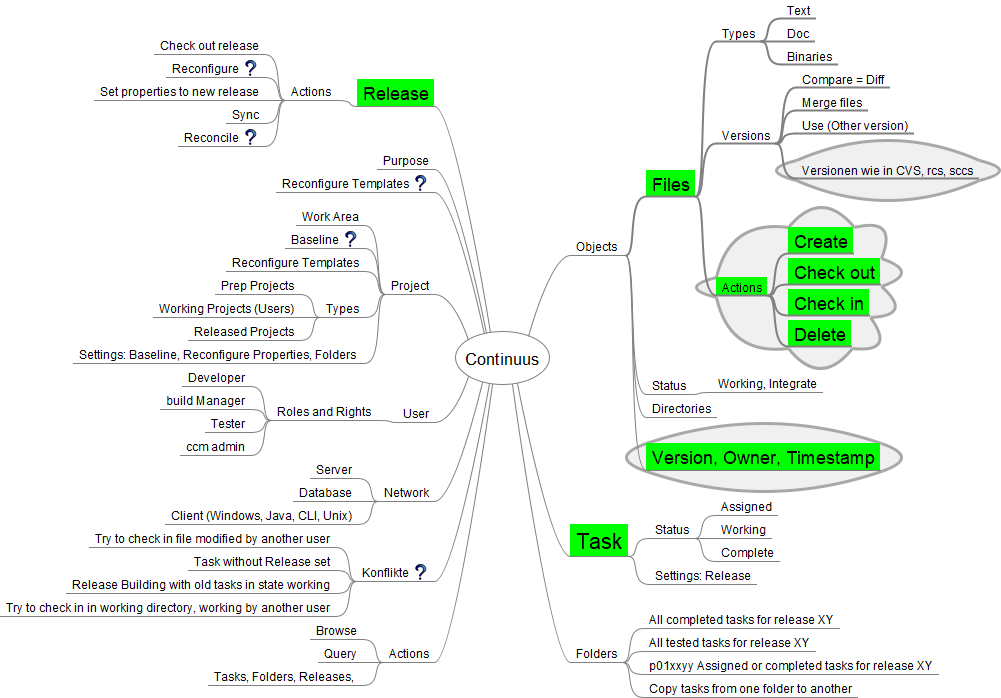 Continuus
Release
Actions
Check out release
Reconfigure
Set properties to new release
Sync
Reconcile
Purpose
Reconfigure Templates
Project
Work Area
Baseline
Reconfigure Templates
Types
Prep Projects
Working Projects (Users)
Released Projects
Settings: Baseline, Reconfigure Properties, Folders
User
Roles and Rights
Developer
build Manager
Tester
ccm admin
Network
Server
Database
Client (Windows, Java, CLI, Unix)
Konflikte
Try to check in file modified by another user
Task without Release set
Release Building with old tasks in state working
Try to check in in working directory, working by another user
Actions
Browse
Query
Tasks, Folders, Releases,
Objects
Files
Types
Text
Doc
Binaries
Versions
Compare = Diff
Merge files
Use (Other version)
Versionen wie in CVS, rcs, sccs
Actions
Create
Check out
Check in
Delete
Status
Working, Integrate
Directories
Version, Owner, Timestamp
Task
Status
Assigned
Working
Complete
Settings: Release
Folders
All completed tasks for release XY
All tested tasks for release XY
p01xxyy Assigned or completed tasks for release XY
Copy tasks from one folder to another